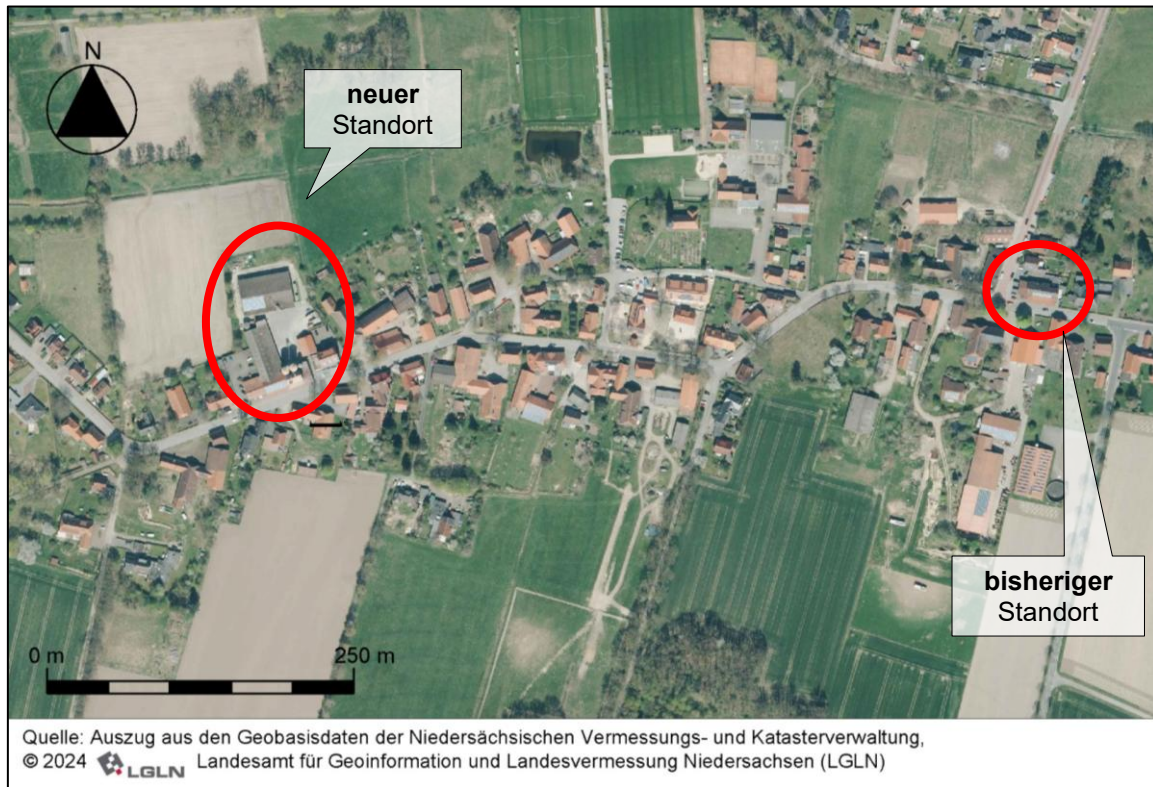 N
neuer
Standort
bisheriger
Standort
0 m
250 m
Quelle: Auszug aus den Geobasisdaten der Niedersächsischen Vermessungs- und Katasterverwaltung,
© 2024 LGLN Landesamt für Geoinformation und Landesvermessung Niedersachsen (LGLN)